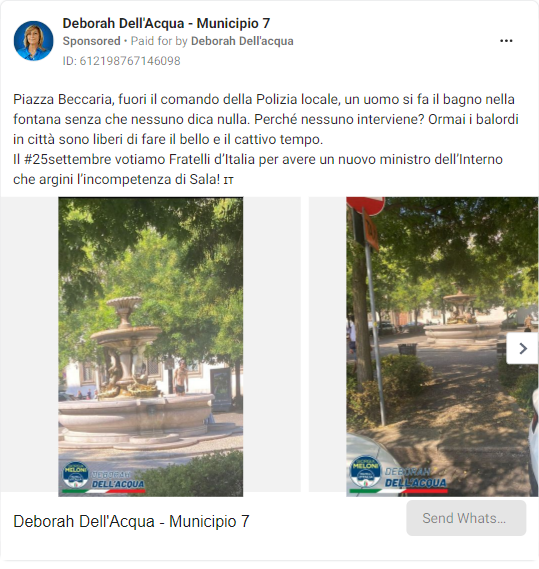 Deborah Dell'Acqua - Municipio 7
Sponsored • Paid for by Deborah Dell'acqua
ID: 612198767146098
Piazza Beccaria, fuori il comando della Polizia locale, un uomo si fa il bagno nella
fontana senza che nessuno dica nulla. Perché nessuno interviene? Ormai i balordi
in città sono liberi di fare il bello e il cattivo tempo.
Il #25settembre votiamo Fratelli d'Italia per avere un nuovo ministro dell'Interno
che argini l'incompetenza di Sala! IT
MELONI
DEBORAH
DELL'ACQUA
MELONI
DEBORAH
DELL'ACQUA
Deborah Dell'Acqua - Municipio 7
Send Whats...